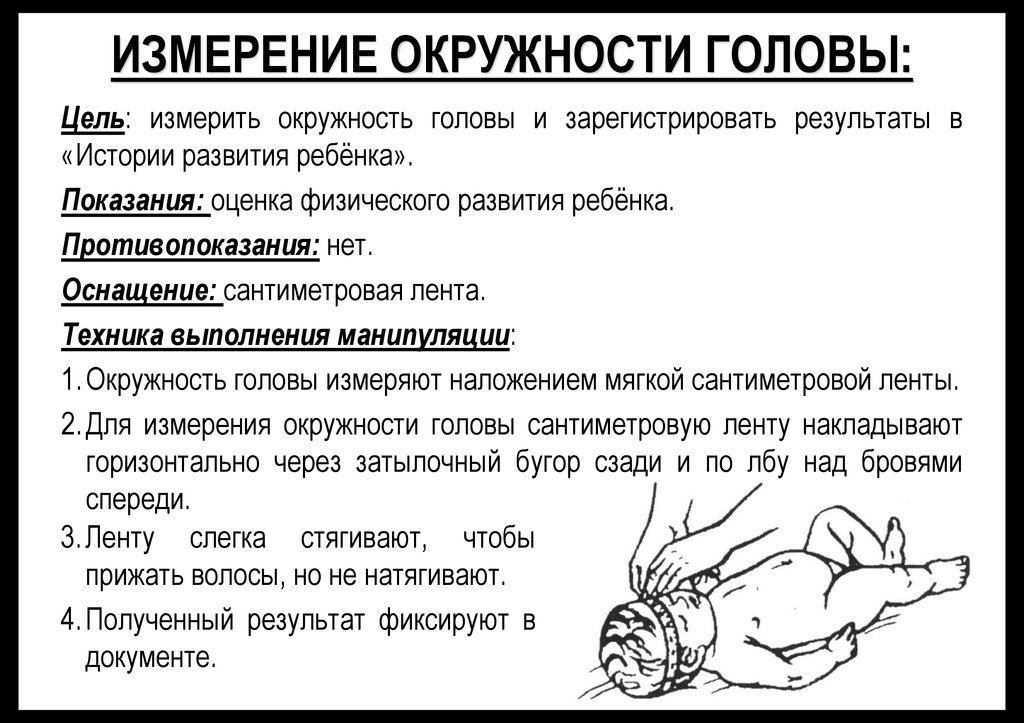 ИЗМЕРЕНИЕ ОКРУЖНОСТИ ГОЛОВЫ:
Цель: измерить окружность головы и зарегистрировать результаты в
«Истории развития ребёнка».
Показания: оценка физического развития ребёнка.
Противопоказания: нет.
Оснащение: сантиметровая лента.
Техника выполнения манипуляции:
1. Окружность головы измеряют наложением мягкой сантиметровой ленты.
2. Для измерения окружности головы сантиметровую ленту накладывают
горизонтально через затылочный бугор сзади и по лбу над бровями
спереди.
3. Ленту слегка стягивают, чтобы
прижать волосы, но не натягивают.
4. Полученный результат фиксируют в
документе.